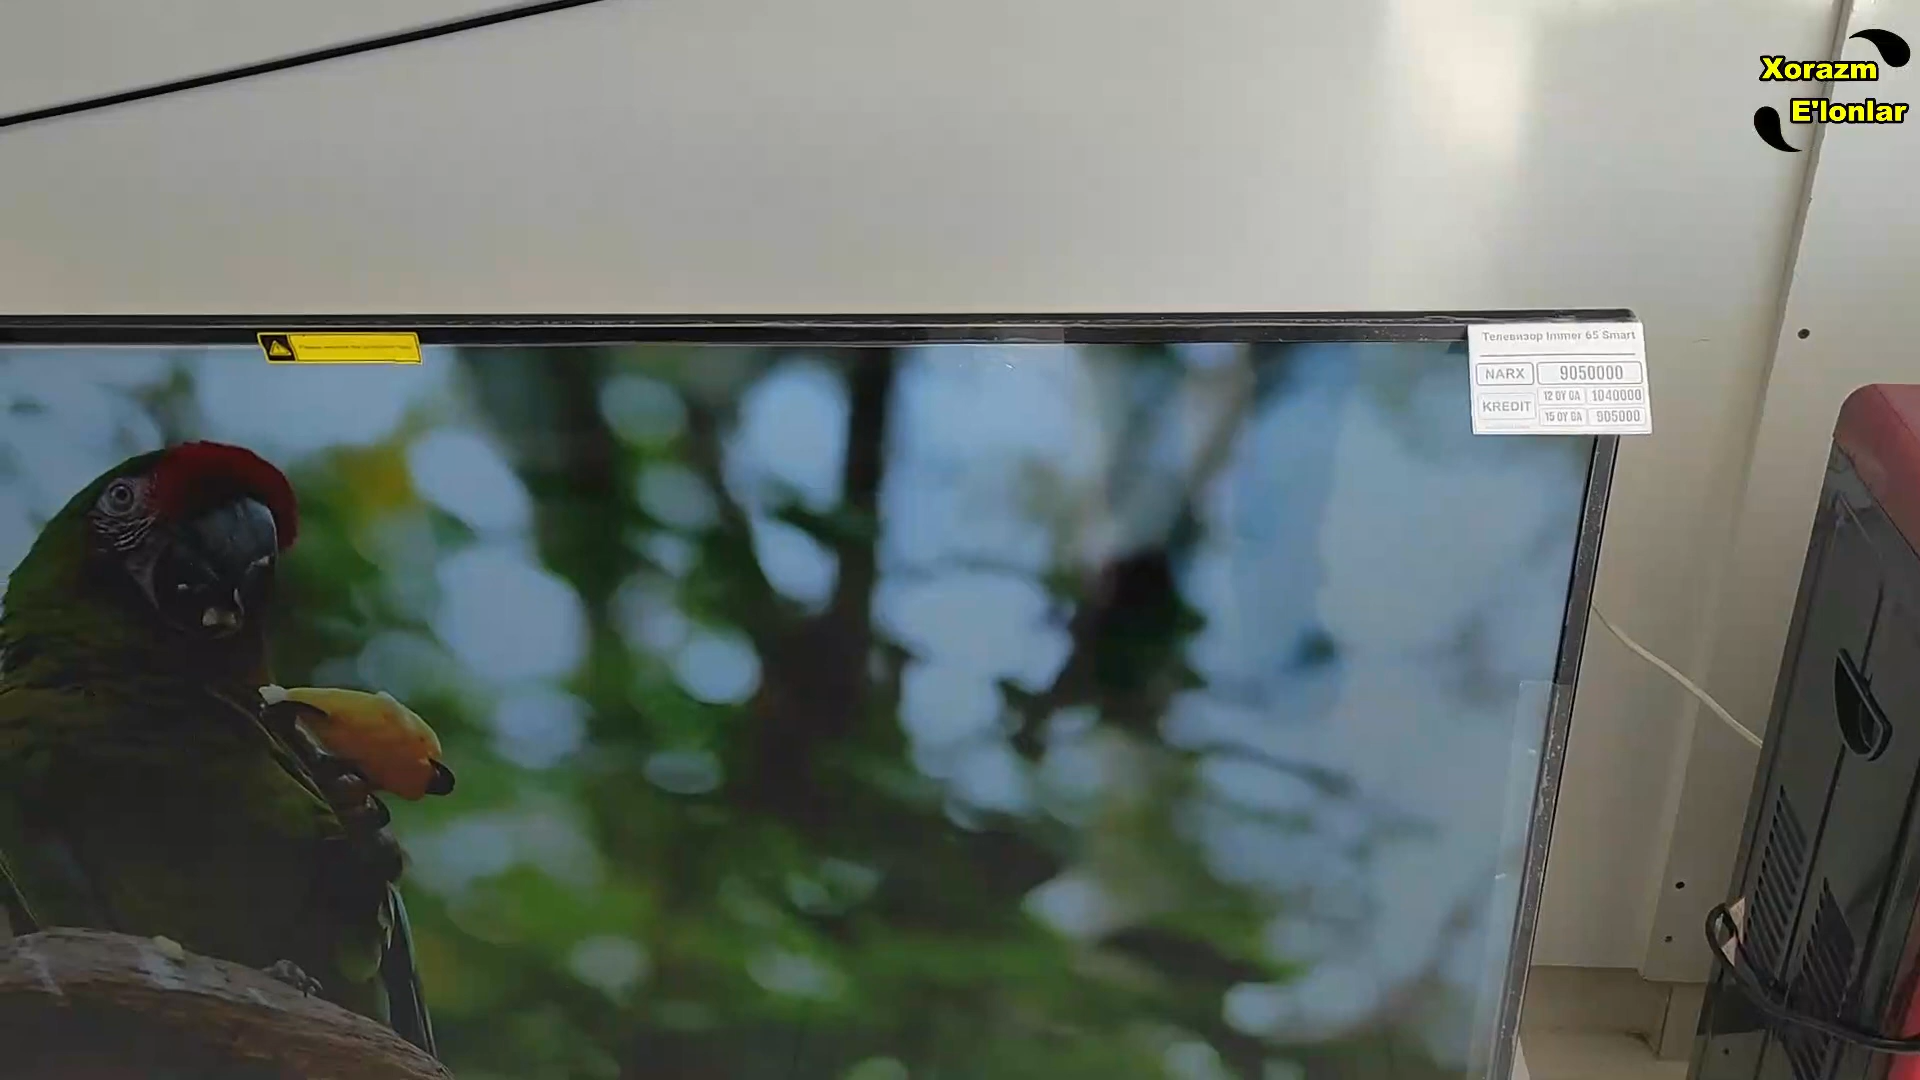 Xorazm
E'lonlar
Телевизор Immer 65 Smart
NARX 9050000
KREDIT
12 OY GA 1040000
15 OY GA 905000